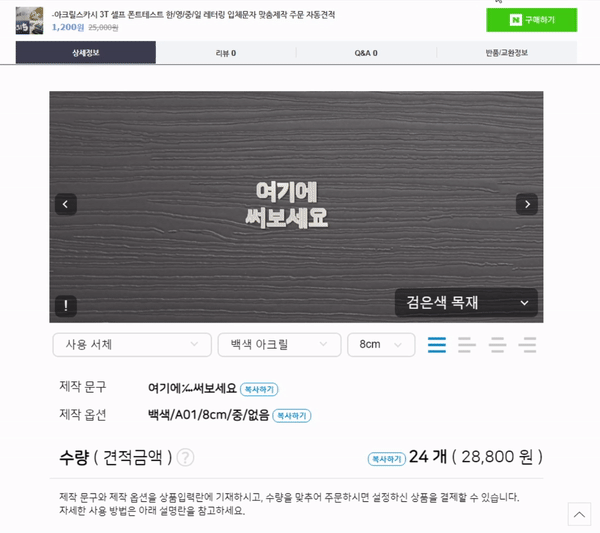 -아크릴스카시 3T 셀프 폰트테스트 한/영/중/일 레터링 입체문자 맞춤제작 주문 자동견적
1,200원 25,000원
N 구매하기
상세정보 리뷰 0 Q&A 0 반품/교환정보
여기에
써보세요
!
검은색 목재
사용 서체 백색 아크릴 8cm
제작 문구 여기에;써보세요 복사하기
제작 옵션 백색/A01/8cm/중/없음 복사하기
수량 ( 견적금액 ) ? 복사하기 24 개 ( 28,800 원 )
제작 문구와 제작 옵션을 상품입력란에 기재하시고, 수량을 맞추어 주문하시면 설정하신 상품을 결제할 수 있습니다.
자세한 사용 방법은 아래 설명란을 참고하세요.